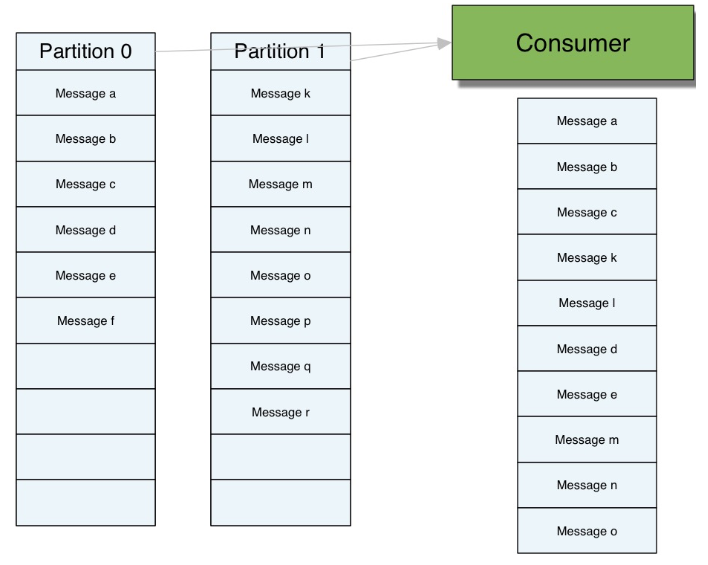 Partition 0
Message a
Message b
Message c
Message d
Message e
Message f
Partition 1
Message k
Message l
Message m
Message n
Message o
Message p
Message q
Message r
Consumer
Message a
Message b
Message c
Message k
Message l
Message d
Message e
Message m
Message n
Message o